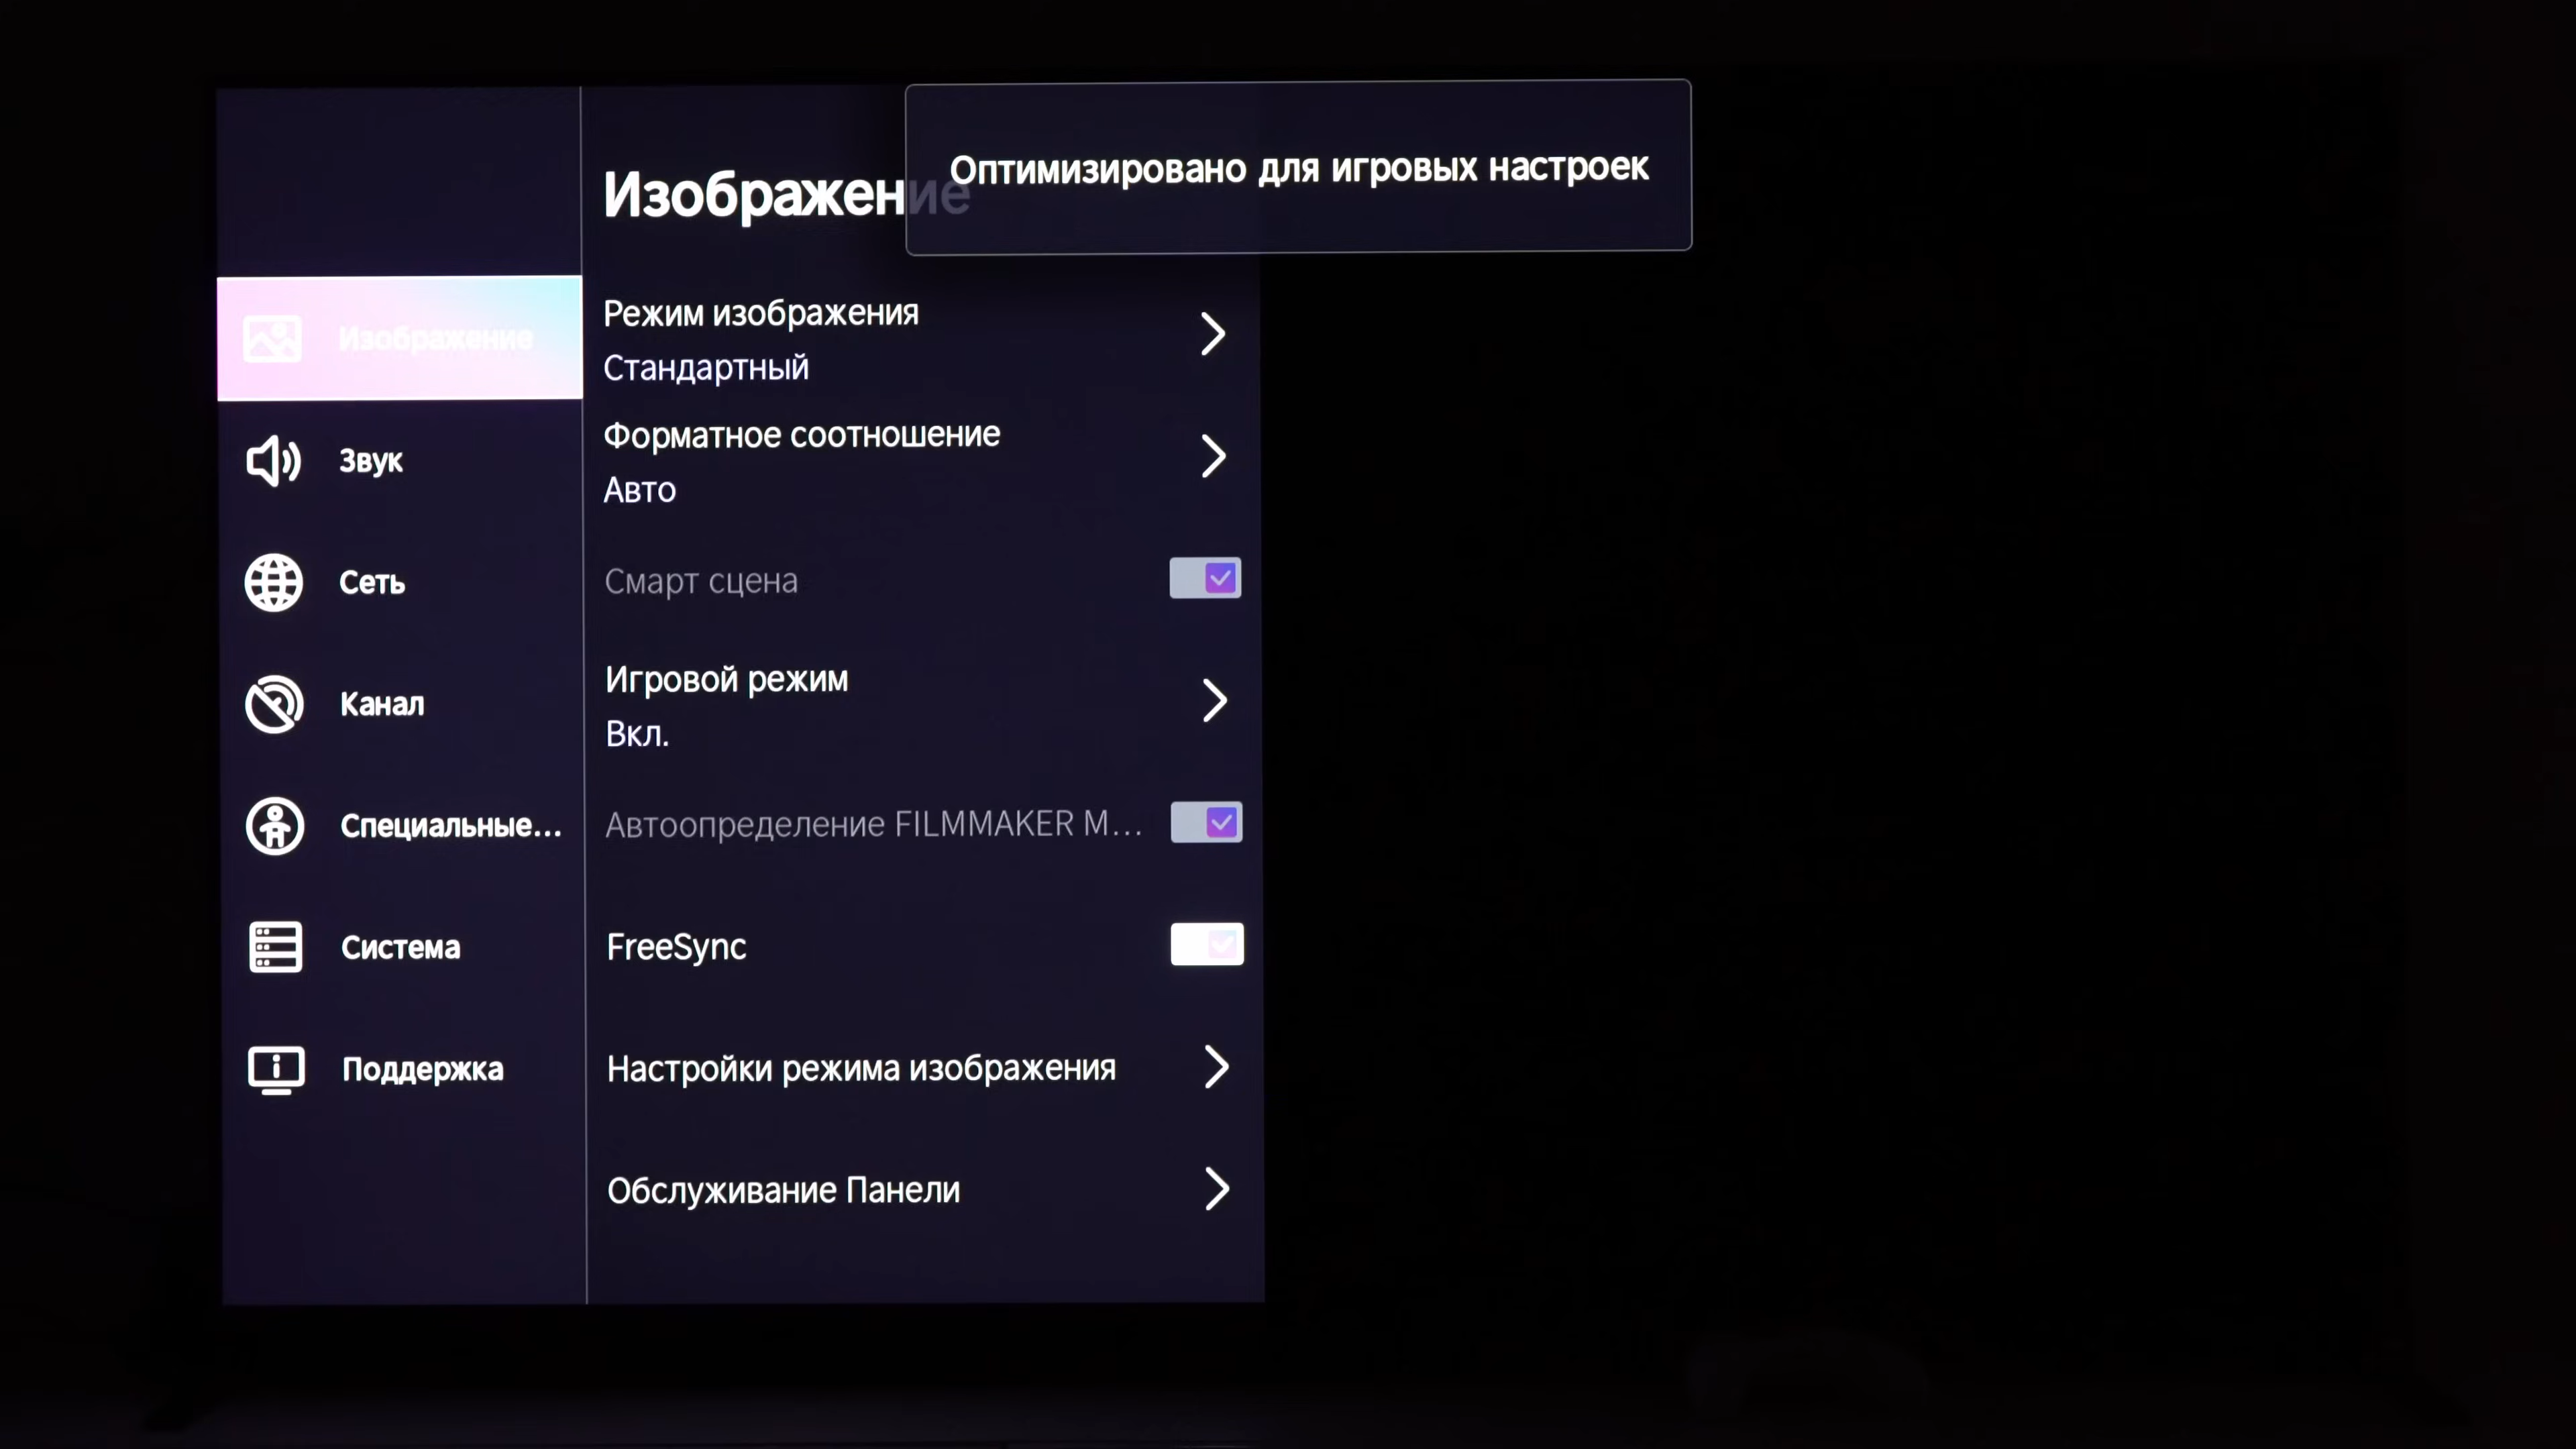 Оптимизировано для игровых настроек
Изображение
Изображение
Звук
Сеть
Канал
Специальные...
Система
Поддержка
Режим изображения
Стандартный
Форматное соотношение
Авто
Смарт сцена
Игровой режим
Вкл.
Автоопределение FILMMAKER M...
FreeSync
Настройки режима изображения
Обслуживание Панели